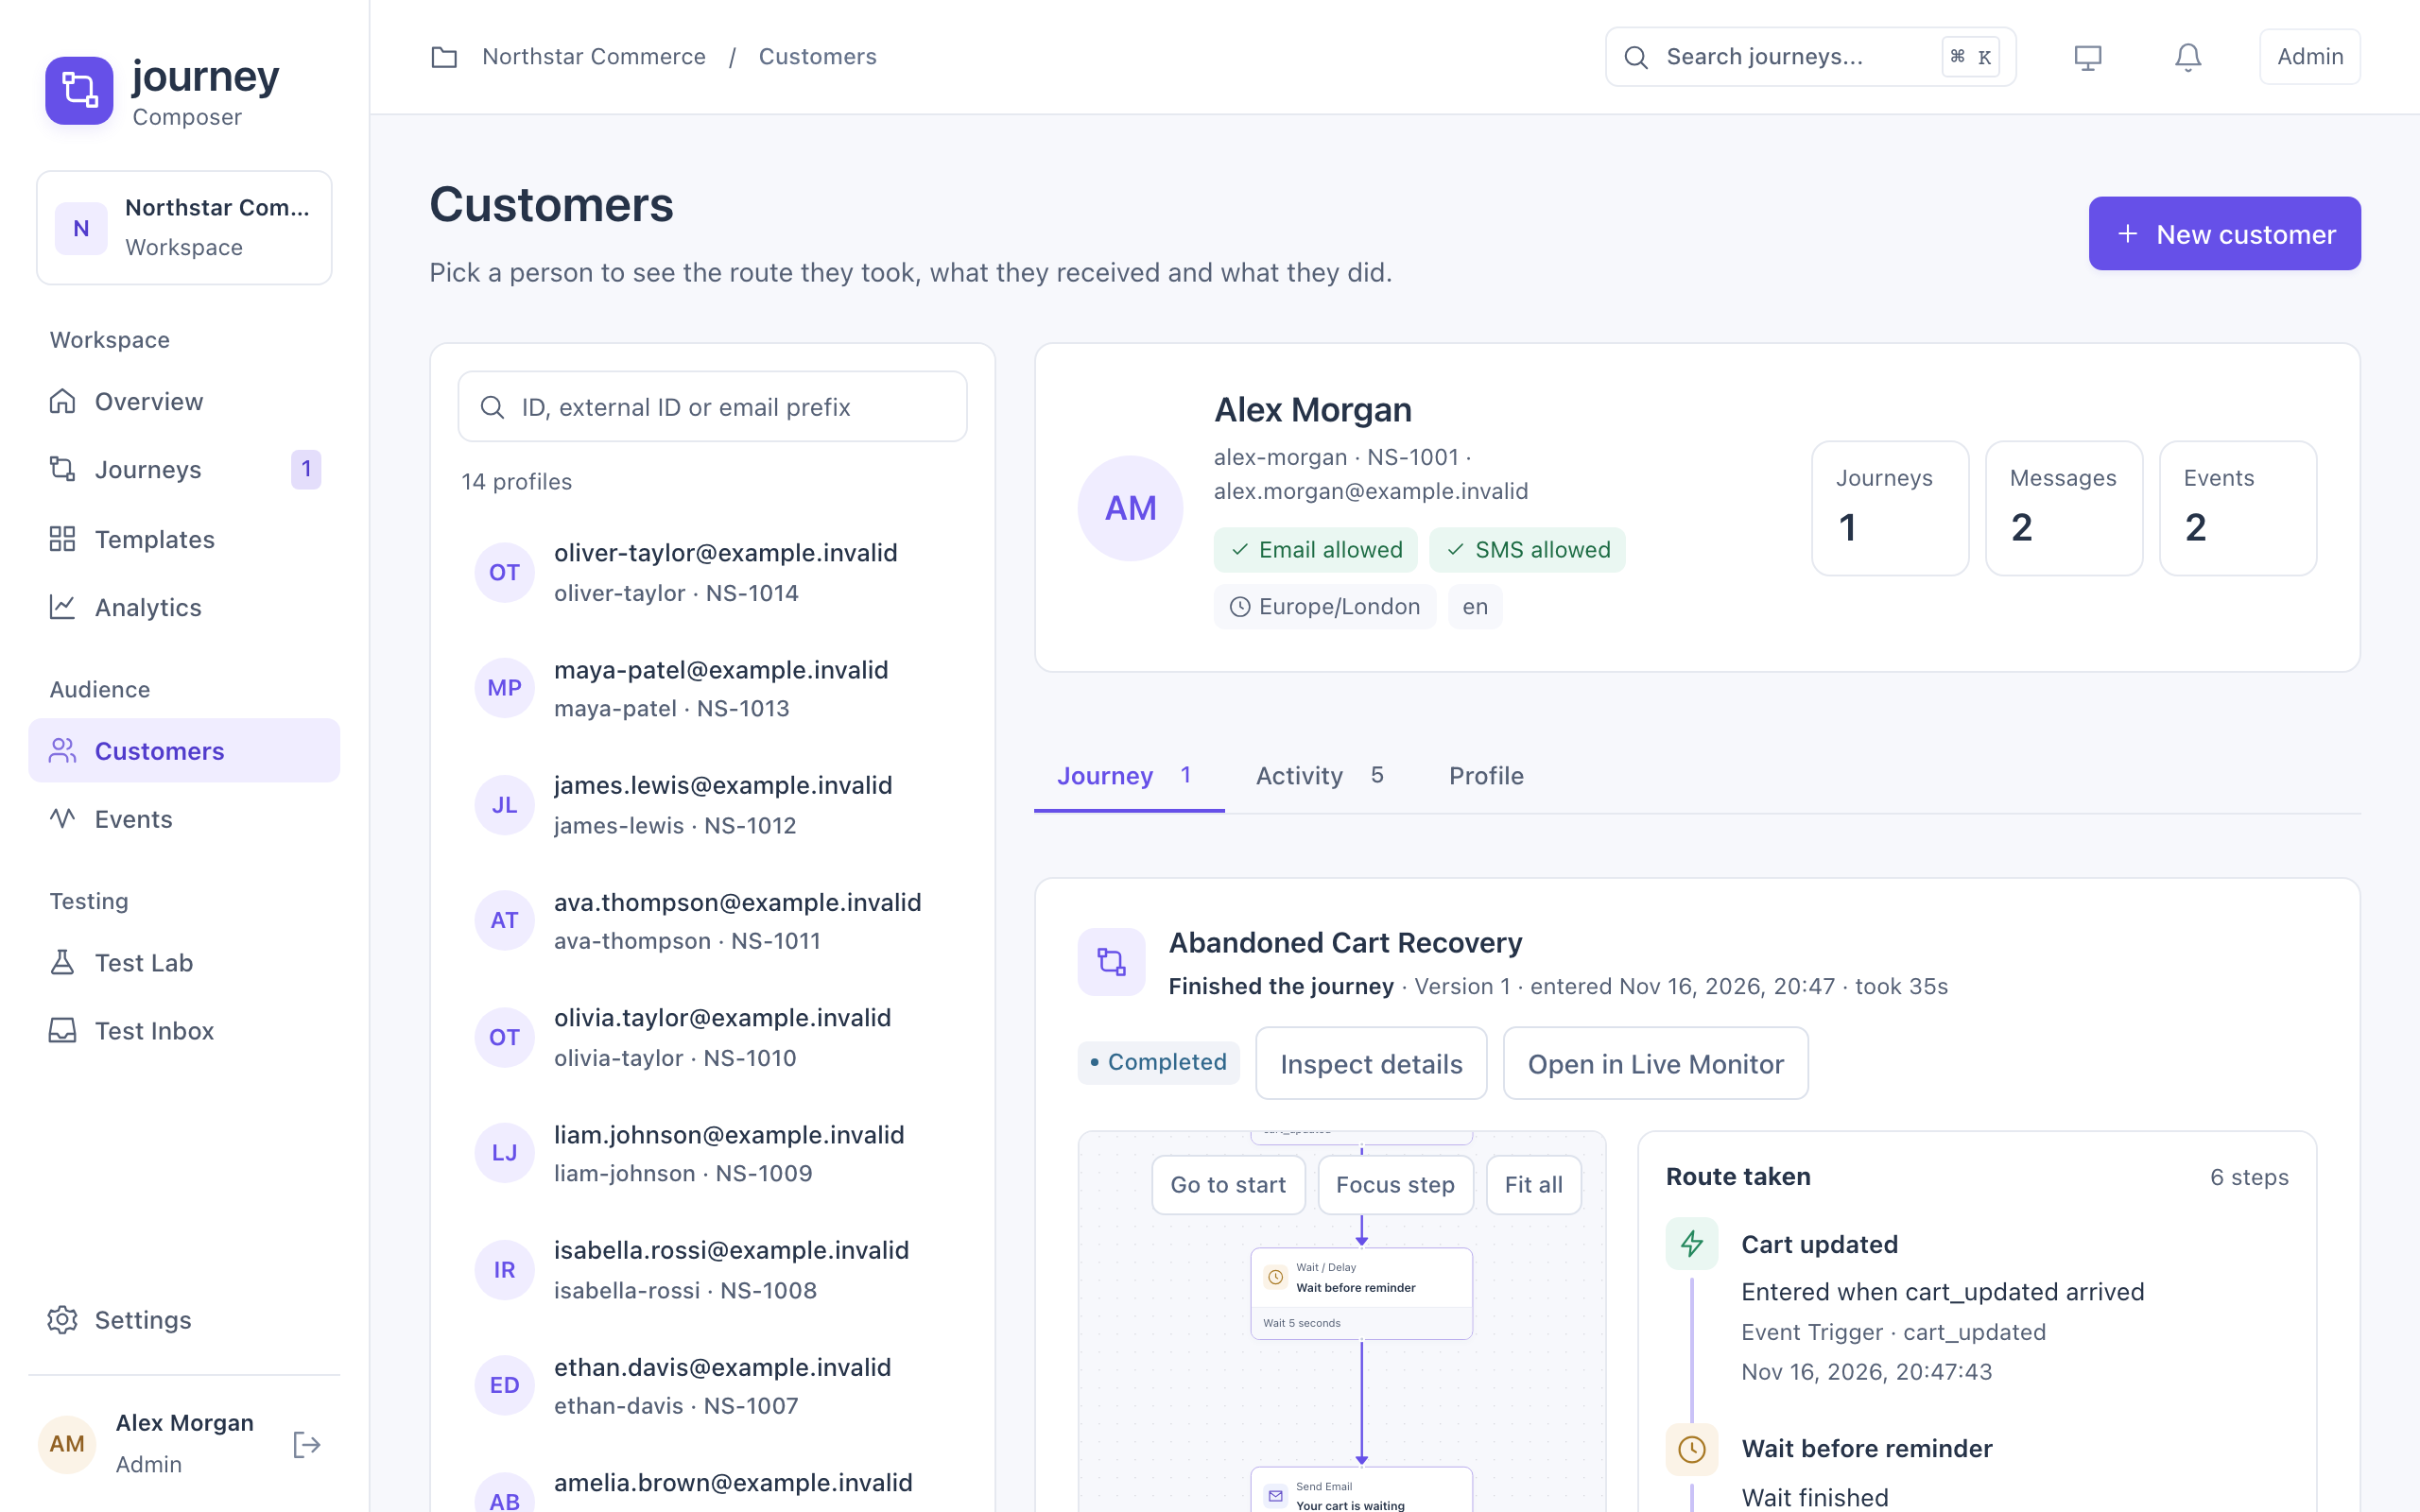 journey
Composer
N
Northstar Com...
Workspace
Workspace
Overview
Journeys 1
Templates
Analytics
Audience
Customers
Events
Testing
Test Lab
Test Inbox
Settings
AM
Alex Morgan
Admin
Northstar Commerce / Customers
Search journeys... ⌘ K
Admin
Customers
Pick a person to see the route they took, what they received and what they did.
+ New customer
ID, external ID or email prefix
14 profiles
OT
oliver-taylor@example.invalid
oliver-taylor · NS-1014
MP
maya-patel@example.invalid
maya-patel · NS-1013
JL
james.lewis@example.invalid
james-lewis · NS-1012
AT
ava.thompson@example.invalid
ava-thompson · NS-1011
OT
olivia.taylor@example.invalid
olivia-taylor · NS-1010
LJ
liam.johnson@example.invalid
liam-johnson · NS-1009
IR
isabella.rossi@example.invalid
isabella-rossi · NS-1008
ED
ethan.davis@example.invalid
ethan-davis · NS-1007
AB
amelia.brown@example.invalid
AM
Alex Morgan
alex-morgan · NS-1001 ·
alex.morgan@example.invalid
Email allowed
SMS allowed
Europe/London
en
Journeys
1
Messages
2
Events
2
Journey 1
Activity 5
Profile
Abandoned Cart Recovery
Finished the journey · Version 1 · entered Nov 16, 2026, 20:47 · took 35s
Completed
Inspect details
Open in Live Monitor
Go to start
Focus step
Fit all
Wait / Delay
Wait before reminder
Wait 5 seconds
Send Email
Your cart is waiting
Route taken
6 steps
Cart updated
Entered when cart_updated arrived
Event Trigger · cart_updated
Nov 16, 2026, 20:47:43
Wait before reminder
Wait finished